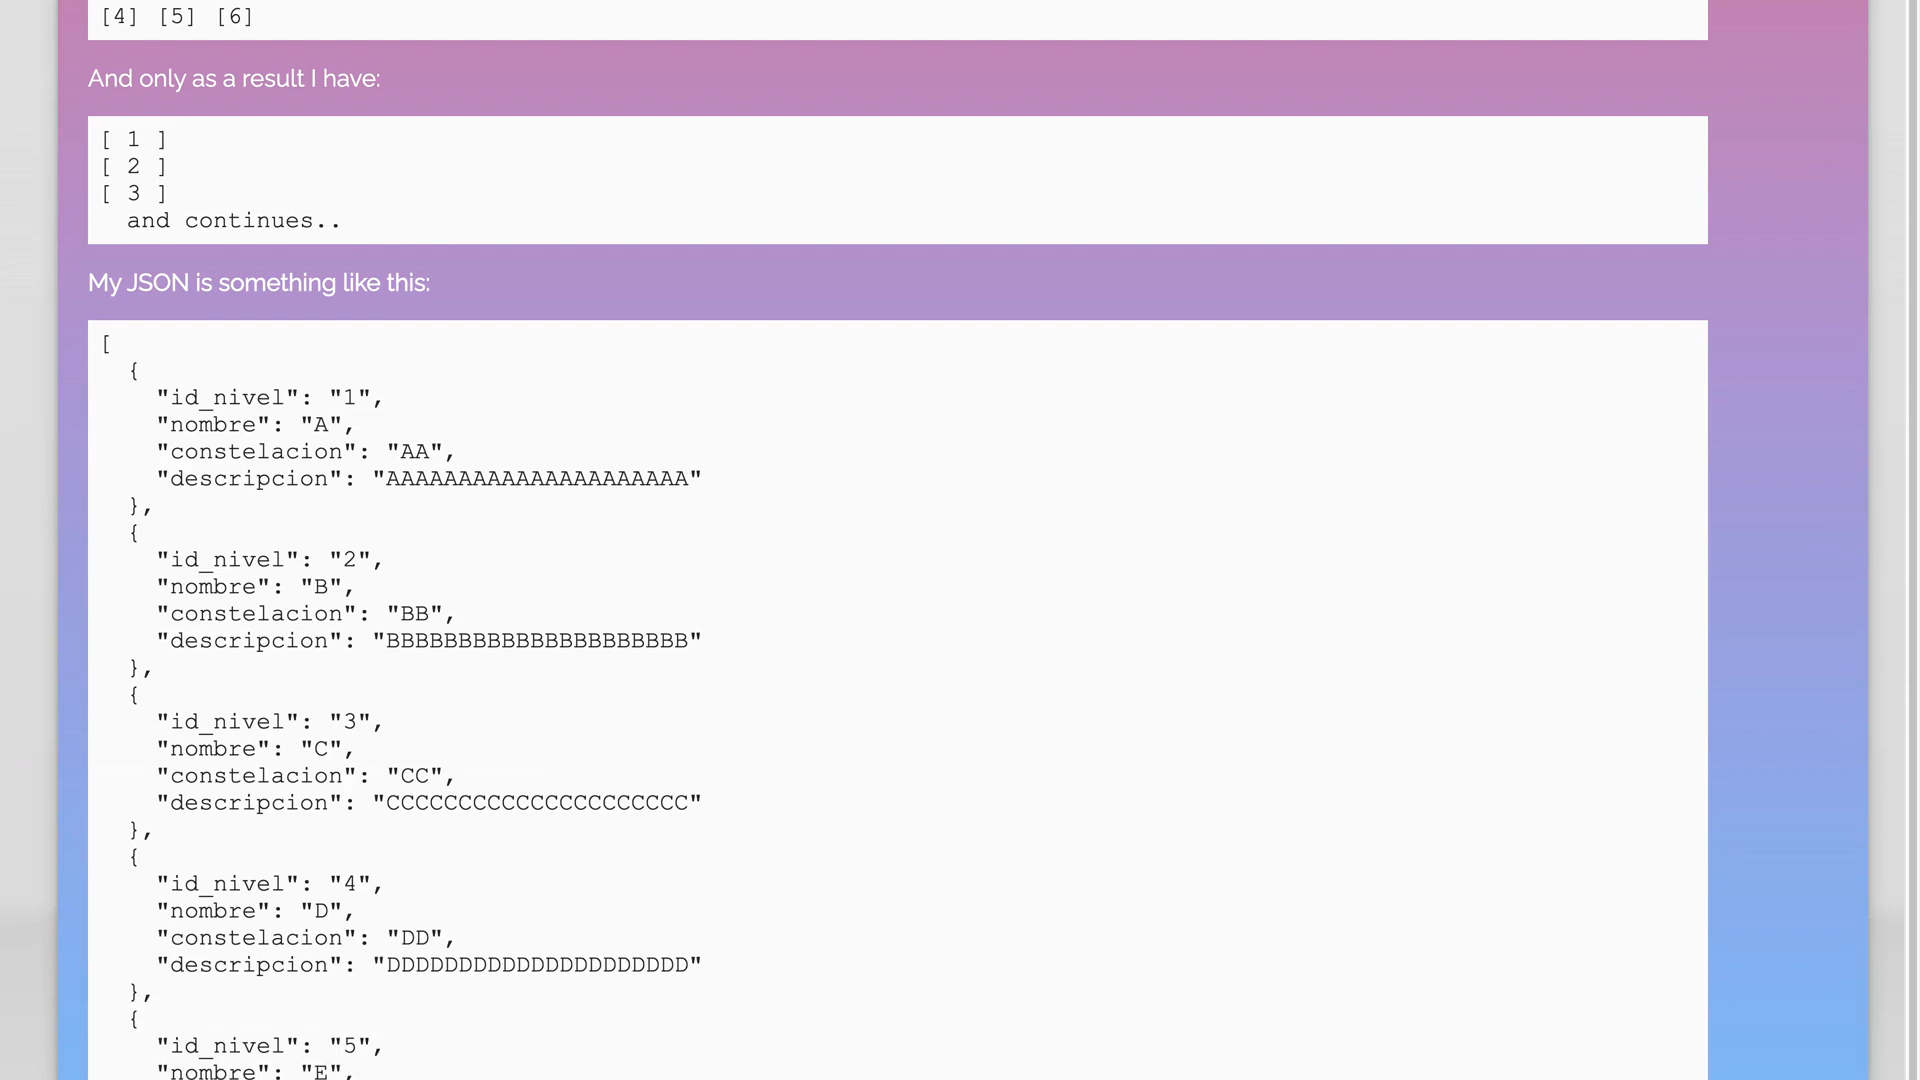 [4] [5] [6]
And only as a result I have:
[ 1 ]
[ 2 ]
[ 3 ]
and continues..
My JSON is something like this:
[
{
"id_nivel": "1",
"nombre": "A",
"constelacion": "AA",
"descripcion": "AAAAAAAAAAAAAAAAAAAAA"
},
{
"id_nivel": "2",
"nombre": "B",
"constelacion": "BB",
"descripcion": "BBBBBBBBBBBBBBBBBBBBB"
},
{
"id_nivel": "3",
"nombre": "C",
"constelacion": "CC",
"descripcion": "CCCCCCCCCCCCCCCCCCCCC"
},
{
"id_nivel": "4",
"nombre": "D",
"constelacion": "DD",
"descripcion": "DDDDDDDDDDDDDDDDDDDDD"
},
{
"id_nivel": "5",
"nombre": "E",